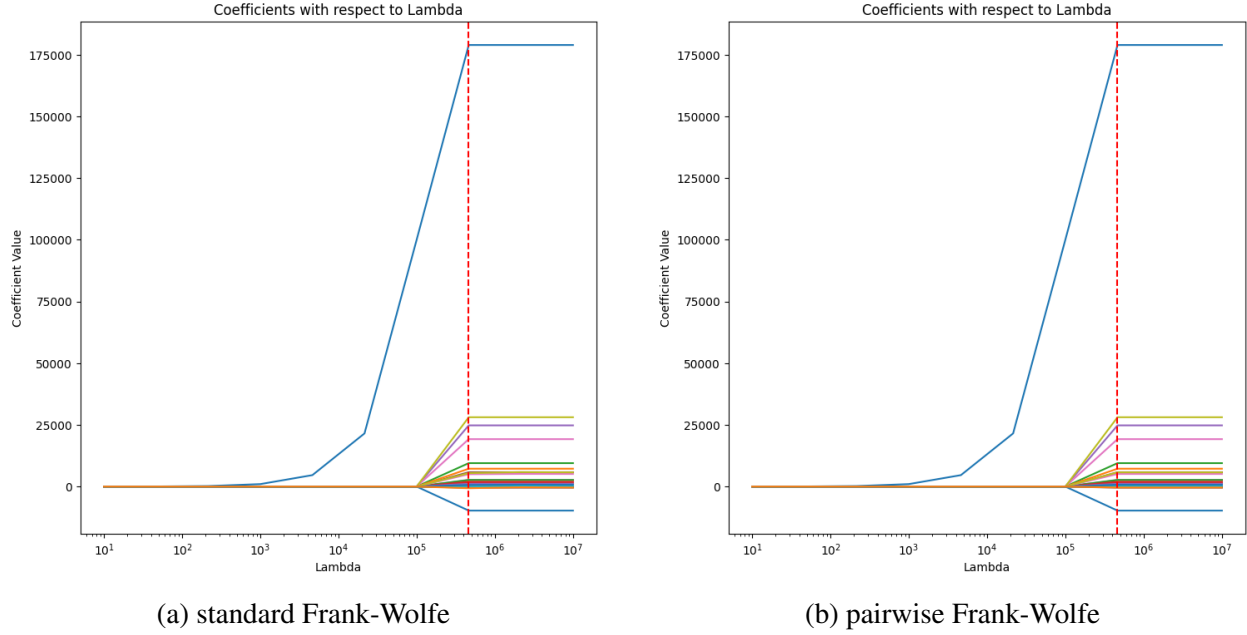 Coefficients with respect to Lambda
175000
150000
125000
100000
75000
50000
25000
0
Coefficient Value
10¹ 10² 10³ 10⁴ 10⁵ 10⁶ 10⁷
Lambda
(a) standard Frank-Wolfe
Coefficients with respect to Lambda
175000
150000
125000
100000
75000
50000
25000
0
Coefficient Value
10¹ 10² 10³ 10⁴ 10⁵ 10⁶ 10⁷
Lambda
(b) pairwise Frank-Wolfe